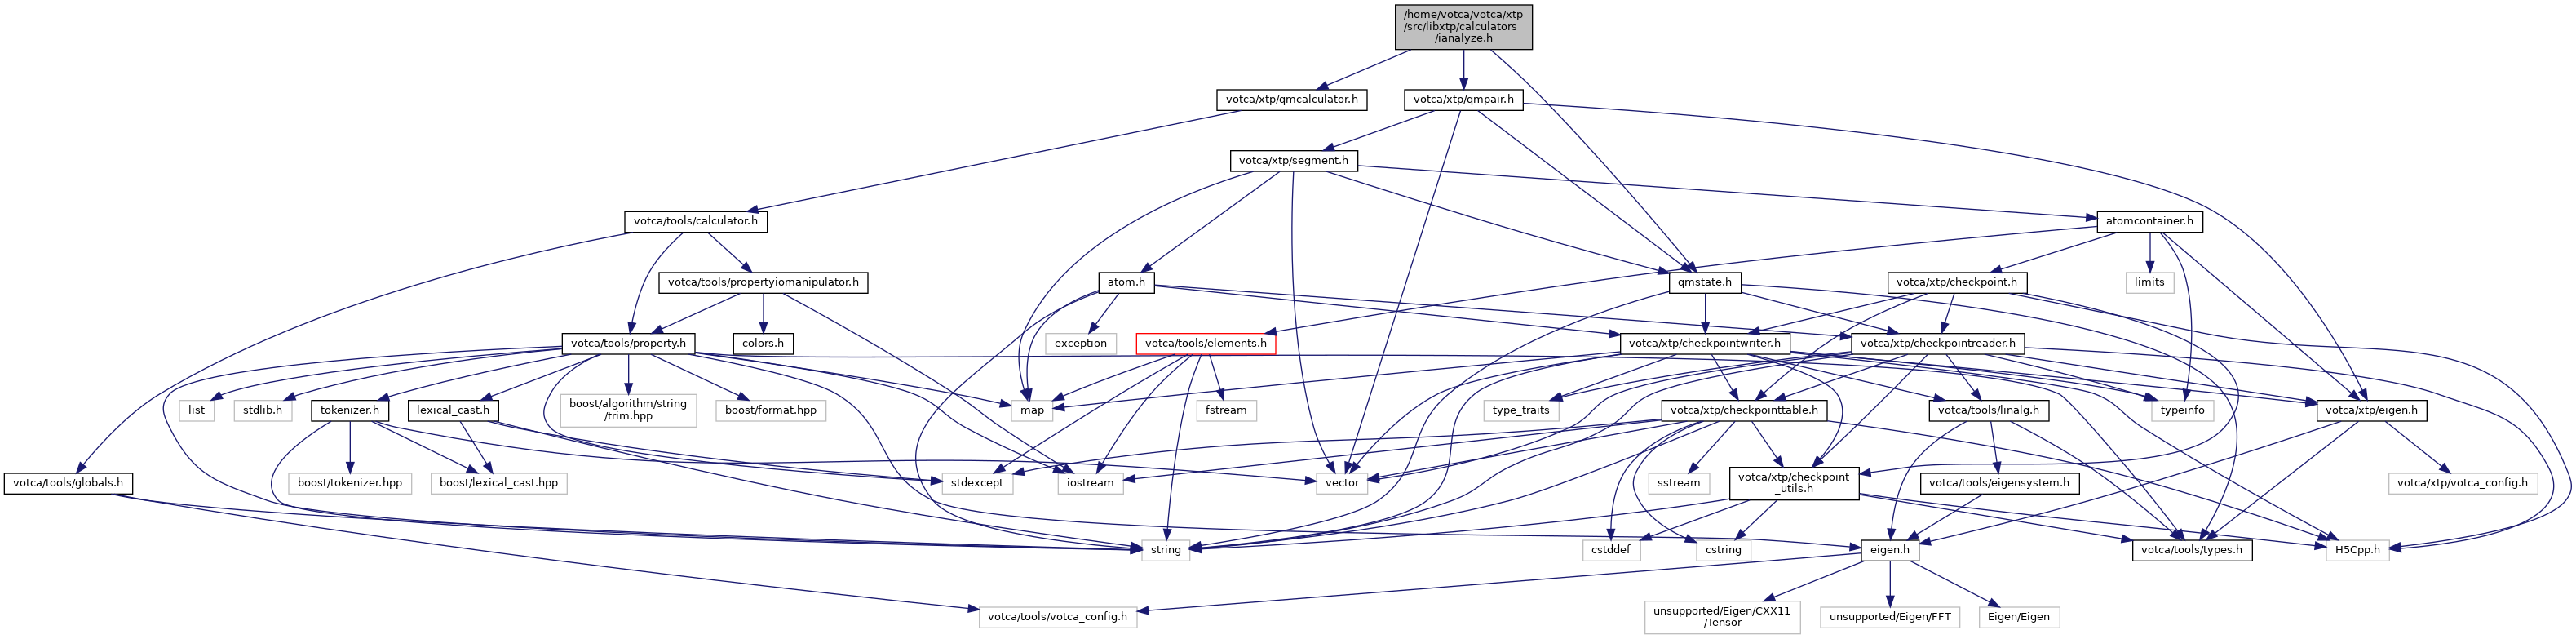 /home/votca/votca/xtp
/src/libxtp/calculators
/ianalyze.h
votca/xtp/qmcalculator.h
votca/xtp/qmpair.h
votca/xtp/segment.h
votca/tools/calculator.h
atomcontainer.h
votca/tools/propertyiomanipulator.h
atom.h
qmstate.h
votca/xtp/checkpoint.h
limits
votca/tools/property.h
colors.h
exception
votca/tools/elements.h
votca/xtp/checkpointwriter.h
votca/xtp/checkpointreader.h
list
stdlib.h
tokenizer.h
lexical_cast.h
boost/algorithm/string
/trim.hpp
boost/format.hpp
map
fstream
type_traits
votca/xtp/checkpointtable.h
votca/tools/linalg.h
typeinfo
votca/xtp/eigen.h
votca/tools/globals.h
boost/tokenizer.hpp
boost/lexical_cast.hpp
stdexcept
iostream
vector
sstream
votca/xtp/checkpoint
_utils.h
votca/tools/eigensystem.h
votca/xtp/votca_config.h
string
cstddef
cstring
eigen.h
votca/tools/types.h
H5Cpp.h
votca/tools/votca_config.h
unsupported/Eigen/CXX11
/Tensor
unsupported/Eigen/FFT
Eigen/Eigen